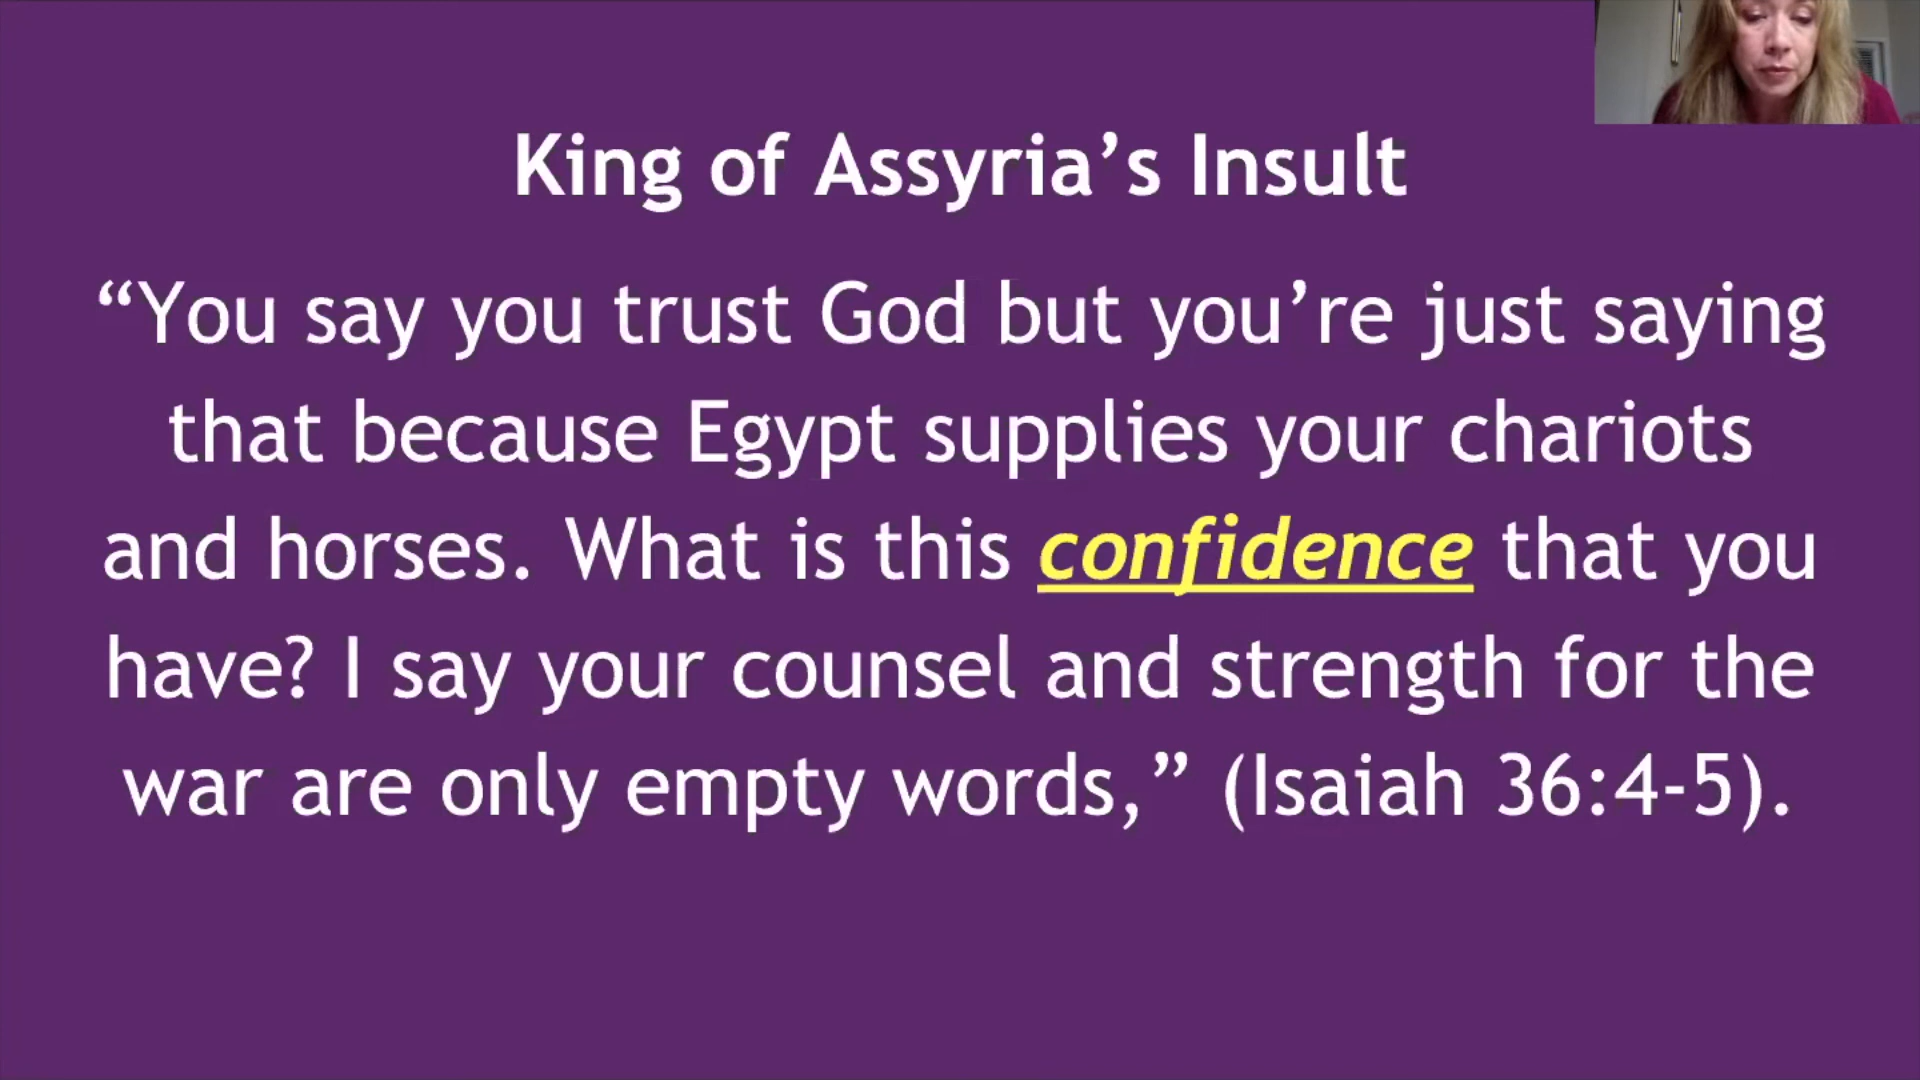 King of Assyria’s Insult
“You say you trust God but you’re just saying
that because Egypt supplies your chariots
and horses. What is this confidence that you
have? I say your counsel and strength for the
war are only empty words,” (Isaiah 36:4-5).